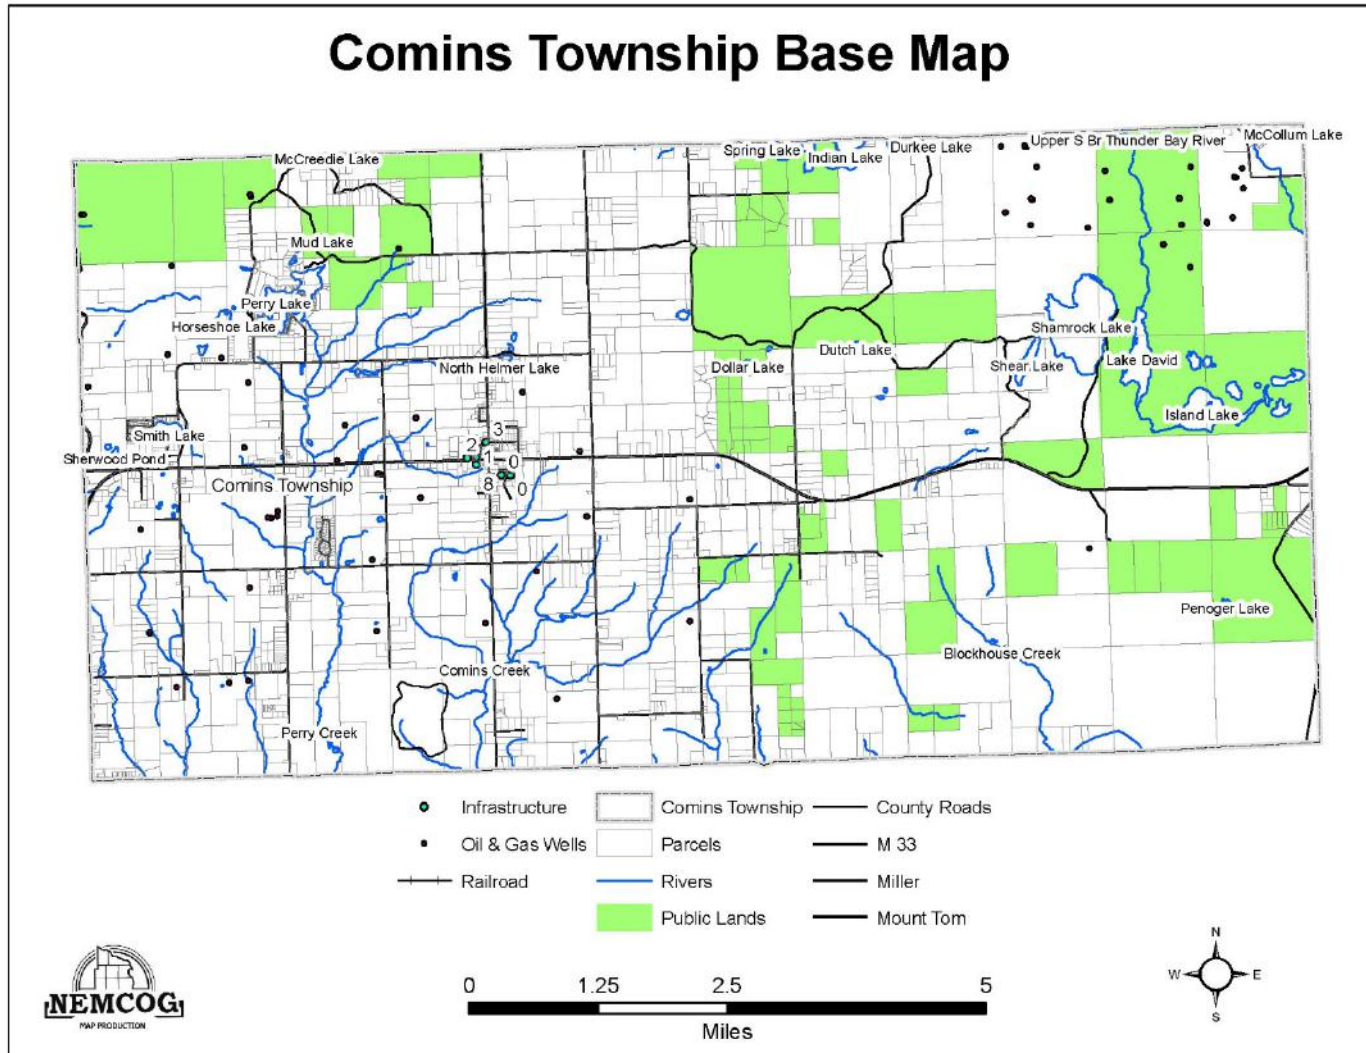 Comins Township Base Map
McCreedie Lake
Spring Lake
Indian Lake
Durkee Lake
Upper S Br Thunder Bay River
McCollum Lake
Mud Lake
Perry Lake
Horseshoe Lake
North Helmer Lake
Dollar Lake
Dutch Lake
Shamrock Lake
Shear Lake
Lake David
Island Lake
Smith Lake
Sherwood Pond
Comins Township
3
2
1
0
8
0
Penoger Lake
Blockhouse Creek
Comins Creek
Perry Creek
Infrastructure
Comins Township
County Roads
Oil & Gas Wells
Parcels
M 33
Railroad
Rivers
Miller
Public Lands
Mount Tom
NEMCOG
MAP PRODUCTION
0 1.25 2.5 5
Miles
N
W E
S